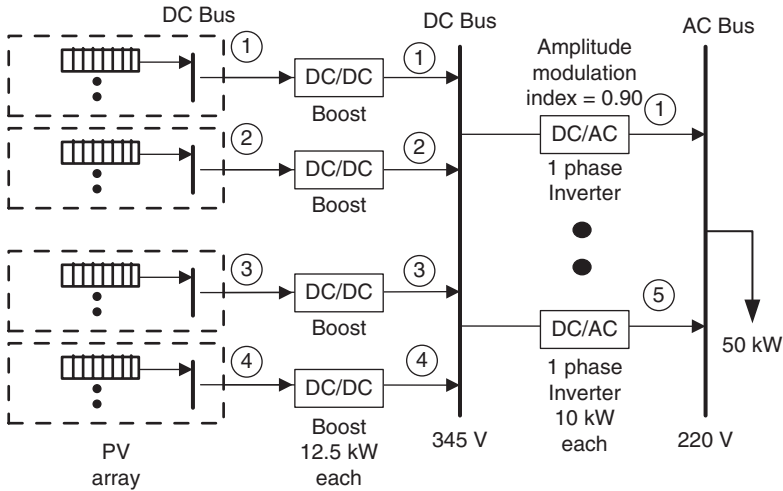 DC Bus
DC Bus
AC Bus
Amplitude
modulation
index = 0.90
1
DC/DC
Boost
1
DC/AC
1
1 phase
Inverter
2
DC/DC
Boost
2
3
DC/DC
Boost
3
DC/AC
5
1 phase
Inverter
10 kW
each
4
DC/DC
Boost
12.5 kW
each
4
50 kW
PV
array
345 V
220 V